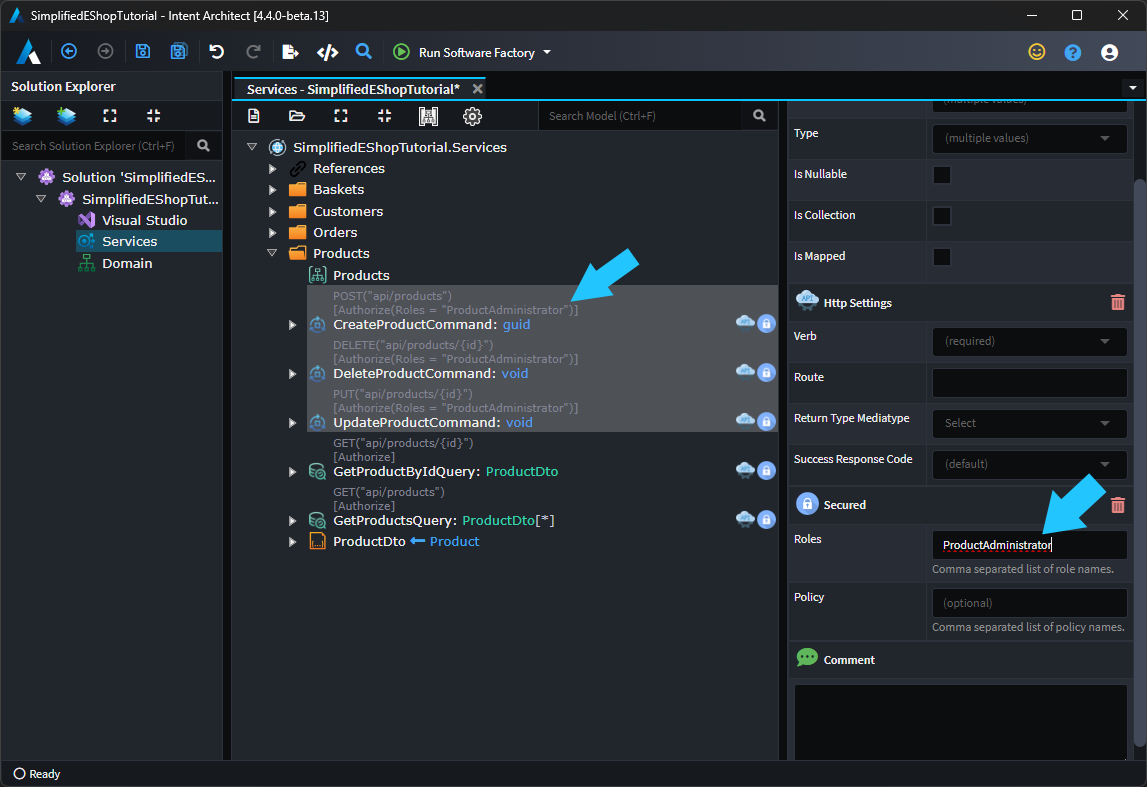 SimplifiedEShopTutorial - Intent Architect [4.4.0-beta.13]
Run Software Factory
Solution Explorer
Search Solution Explorer (Ctrl+F)
Solution 'SimplifiedES...
SimplifiedEShopTut...
Visual Studio
Services
Domain
Services - SimplifiedEShopTutorial*
Search Model (Ctrl+F)
SimplifiedEShopTutorial.Services
References
Baskets
Customers
Orders
Products
Products
POST("api/products")
[Authorize(Roles = "ProductAdministrator")]
CreateProductCommand: guid
DELETE("api/products/{id}")
[Authorize(Roles = "ProductAdministrator")]
DeleteProductCommand: void
PUT("api/products/{id}")
[Authorize(Roles = "ProductAdministrator")]
UpdateProductCommand: void
GET("api/products/{id}")
[Authorize]
GetProductByIdQuery: ProductDto
GET("api/products")
[Authorize]
GetProductsQuery: ProductDto[*]
ProductDto Product
(multiple values)
Type
(multiple values)
Is Nullable
Is Collection
Is Mapped
API
Http Settings
Verb
(required)
Route
Return Type Mediatype
Select
Success Response Code
(default)
Secured
Roles
ProductAdministrator
Comma separated list of role names.
Policy
(optional)
Comma separated list of policy names.
Comment
Ready